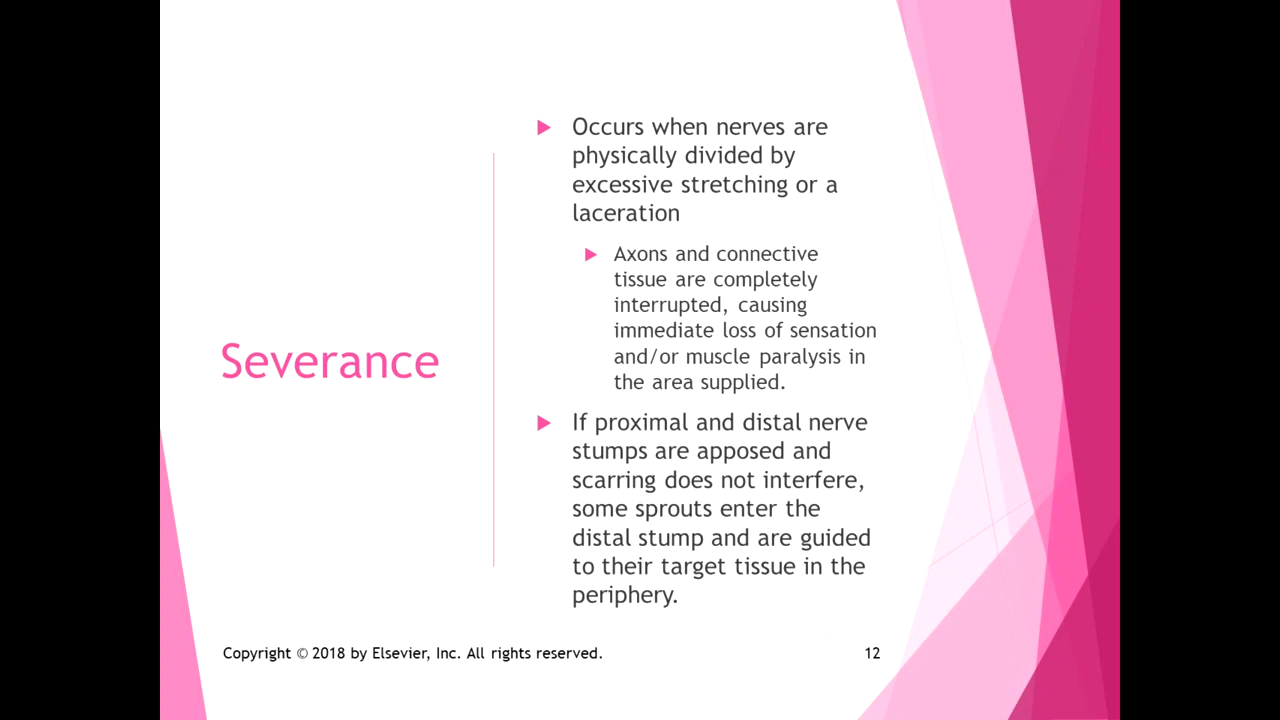 Severance
Occurs when nerves are
physically divided by
excessive stretching or a
laceration
Axons and connective
tissue are completely
interrupted, causing
immediate loss of sensation
and/or muscle paralysis in
the area supplied.
If proximal and distal nerve
stumps are apposed and
scarring does not interfere,
some sprouts enter the
distal stump and are guided
to their target tissue in the
periphery.
Copyright © 2018 by Elsevier, Inc. All rights reserved.
12